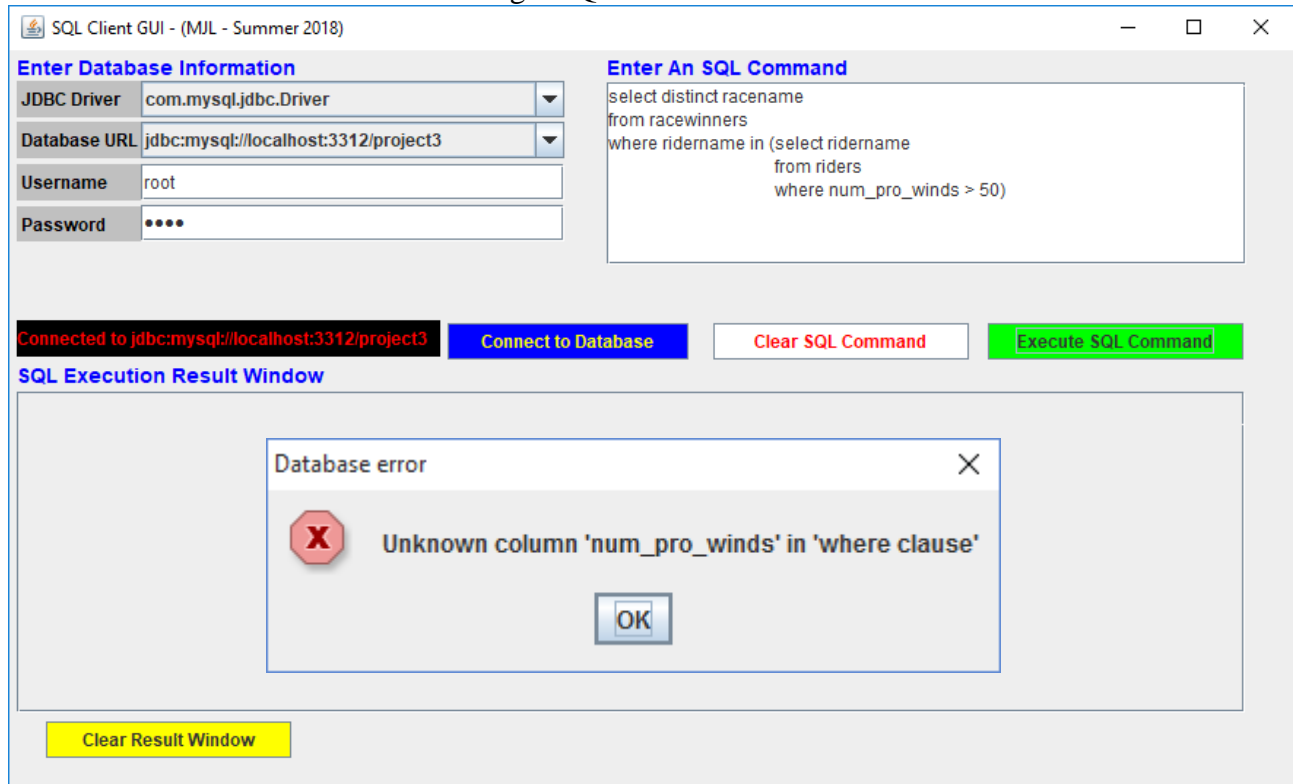 SQL Client GUI - (MJL - Summer 2018)
Enter Database Information
JDBC Driver com.mysql.jdbc.Driver
Database URL jdbc:mysql://localhost:3312/project3
Username root
Password ••••
Enter An SQL Command
select distinct racename
from racewinners
where ridername in (select ridername
from riders
where num_pro_winds > 50)
Connected to jdbc:mysql://localhost:3312/project3
Connect to Database
Clear SQL Command
Execute SQL Command
SQL Execution Result Window
Database error
X
Unknown column 'num_pro_winds' in 'where clause'
OK
Clear Result Window